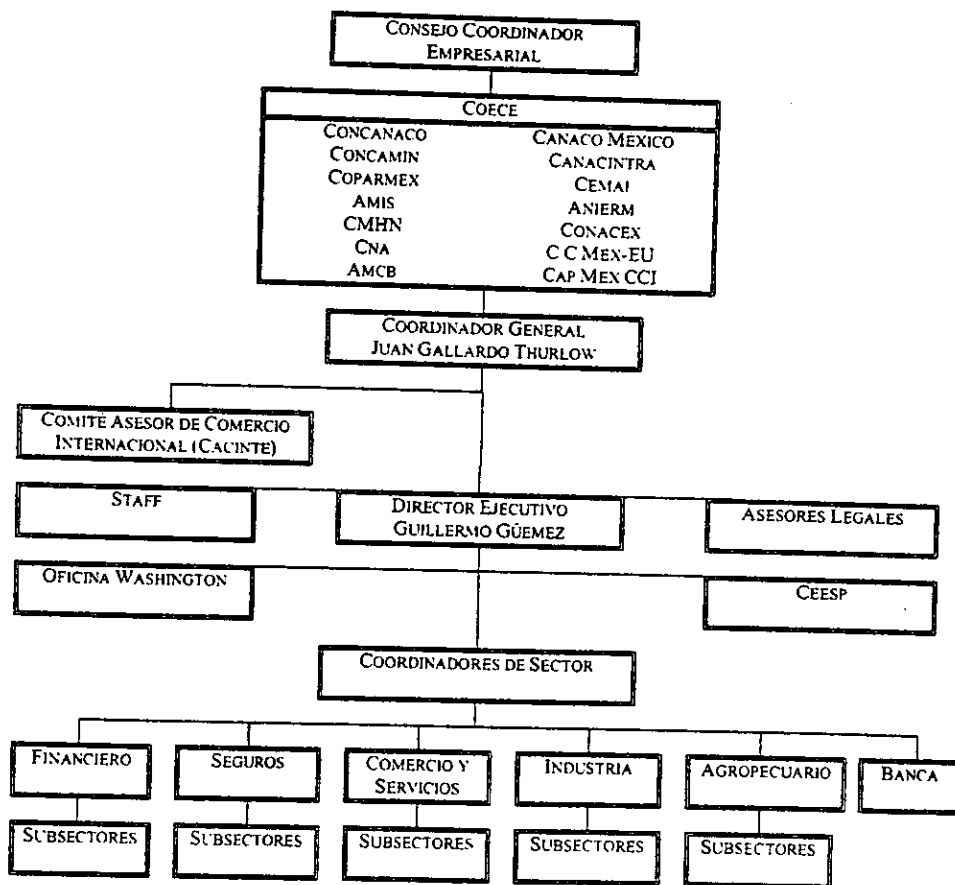 CONSEJO COORDINADOR
EMPRESARIAL
COECE
CONCANACO
CONCAMIN
COPARMEX
AMIS
CMHN
CNA
AMCB
CANACO MÉXICO
CANACINTRA
CEMAI
ANIERM
CONACEX
C C MEX-EU
CAP MEX CCI
COORDINADOR GENERAL
JUAN GALLARDO THURLOW
COMITÉ ASESOR DE COMERCIO
INTERNACIONAL (CACINTE)
STAFF
DIRECTOR EJECUTIVO
GUILLERMO GÜEMEZ
ASESORES LEGALES
OFICINA WASHINGTON
CEESP
COORDINADORES DE SECTOR
FINANCIERO
SEGUROS
COMERCIO Y
SERVICIOS
INDUSTRIA
AGROPECUARIO
BANCA
SUBSECTORES
SUBSECTORES
SUBSECTORES
SUBSECTORES
SUBSECTORES